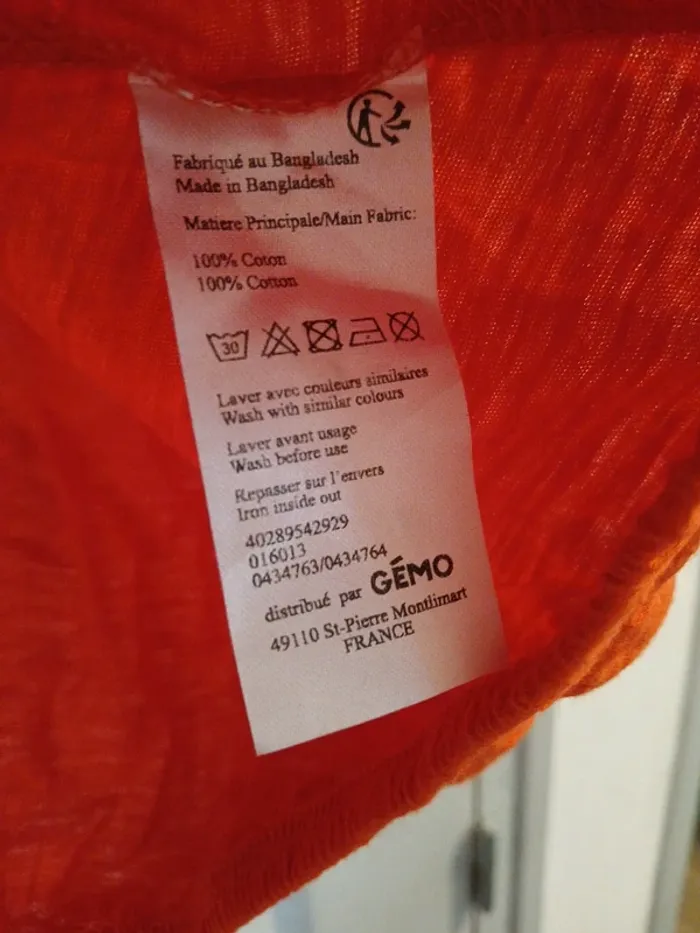 Fabriqué au Bangladesh
Made in Bangladesh
Matiere Principale/Main Fabric:
100% Coton
100% Cotton
30
Laver avec couleurs similaires
Wash with similar colours
Laver avant usage
Wash before use
Repasser sur l'envers
Iron inside out
40289542929
016013
0434763/0434764
distribué par GÉMO
49110 St-Pierre Montlimart
FRANCE